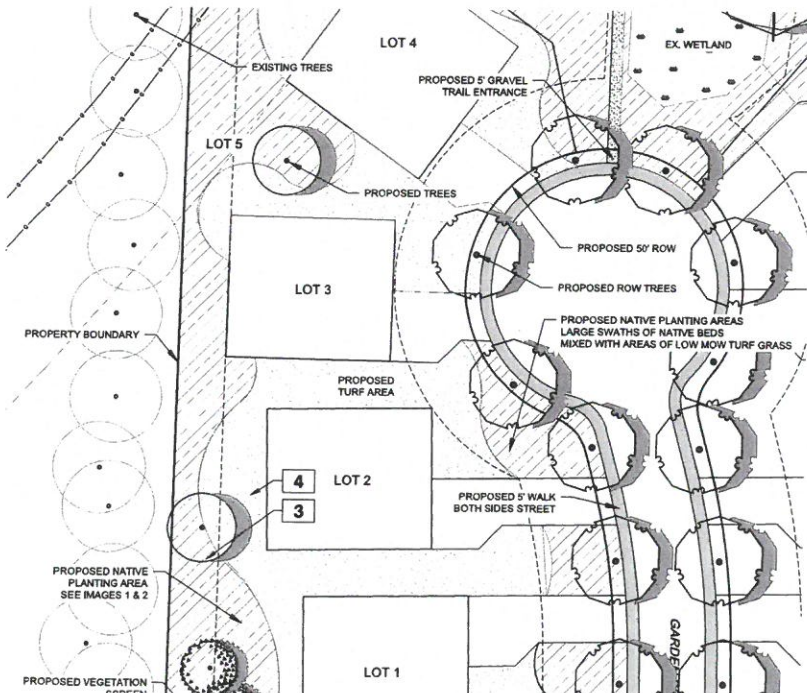 LOT 4
EX. WETLAND
EXISTING TREES
PROPOSED 5' GRAVEL
TRAIL ENTRANCE
LOT 5
PROPOSED TREES
PROPOSED 50' ROW
LOT 3
PROPOSED ROW TREES
PROPOSED NATIVE PLANTING AREAS
LARGE SWATHS OF NATIVE BEDS
MIXED WITH AREAS OF LOW MOW TURF GRASS
PROPERTY BOUNDARY
PROPOSED
TURF AREA
4
LOT 2
3
PROPOSED 5' WALK
BOTH SIDES STREET
PROPOSED NATIVE
PLANTING AREA
SEE IMAGES 1 & 2
LOT 1
PROPOSED VEGETATION